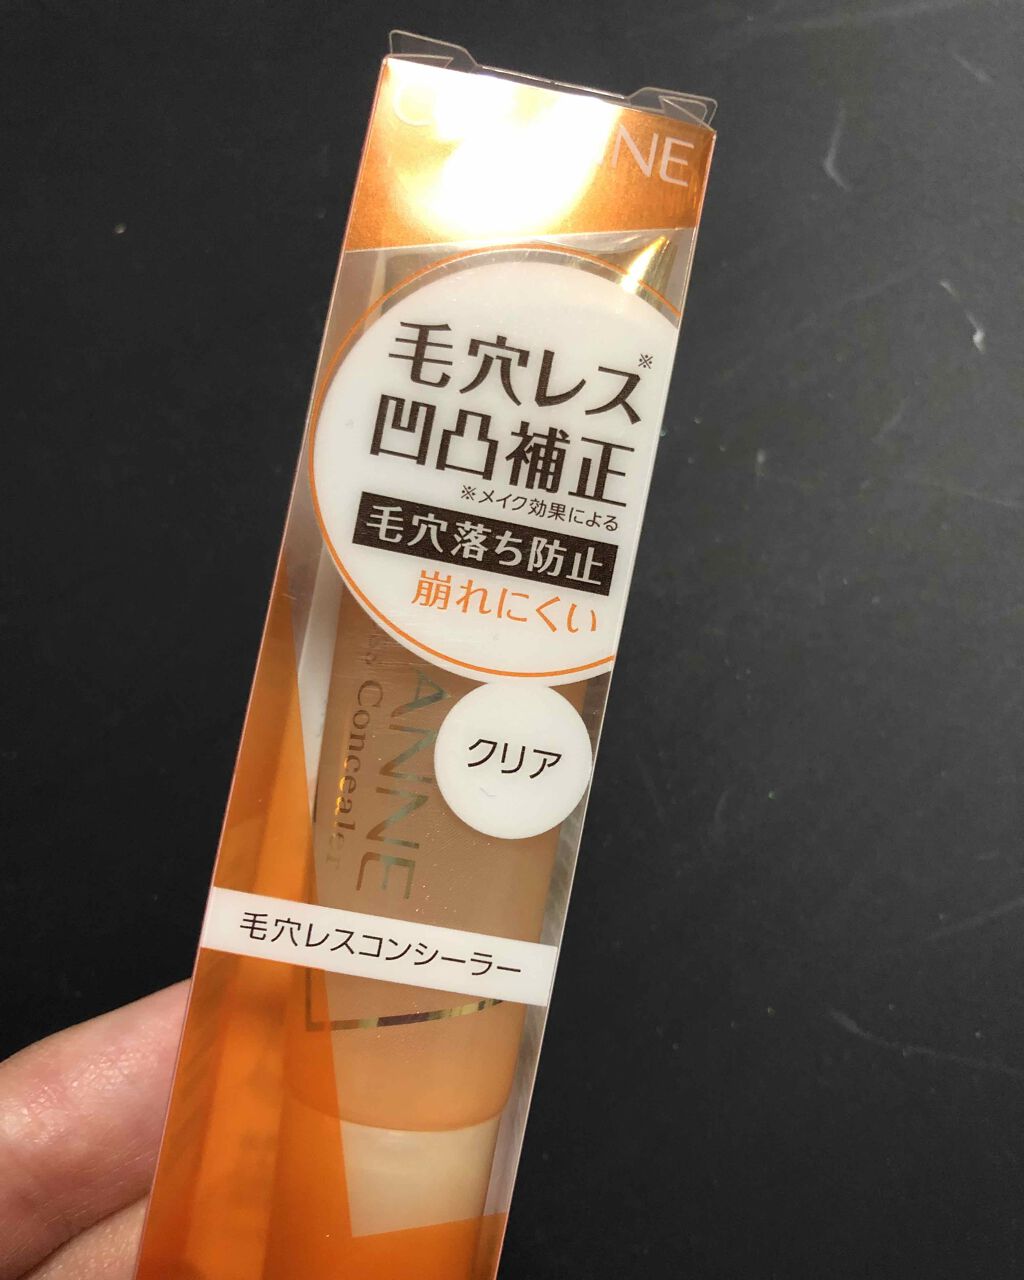 毛穴レス※
凹凸補正
※メイク効果による
毛穴落ち防止
崩れにくい
クリア
ANNE
Concealer
毛穴レスコンシーラー